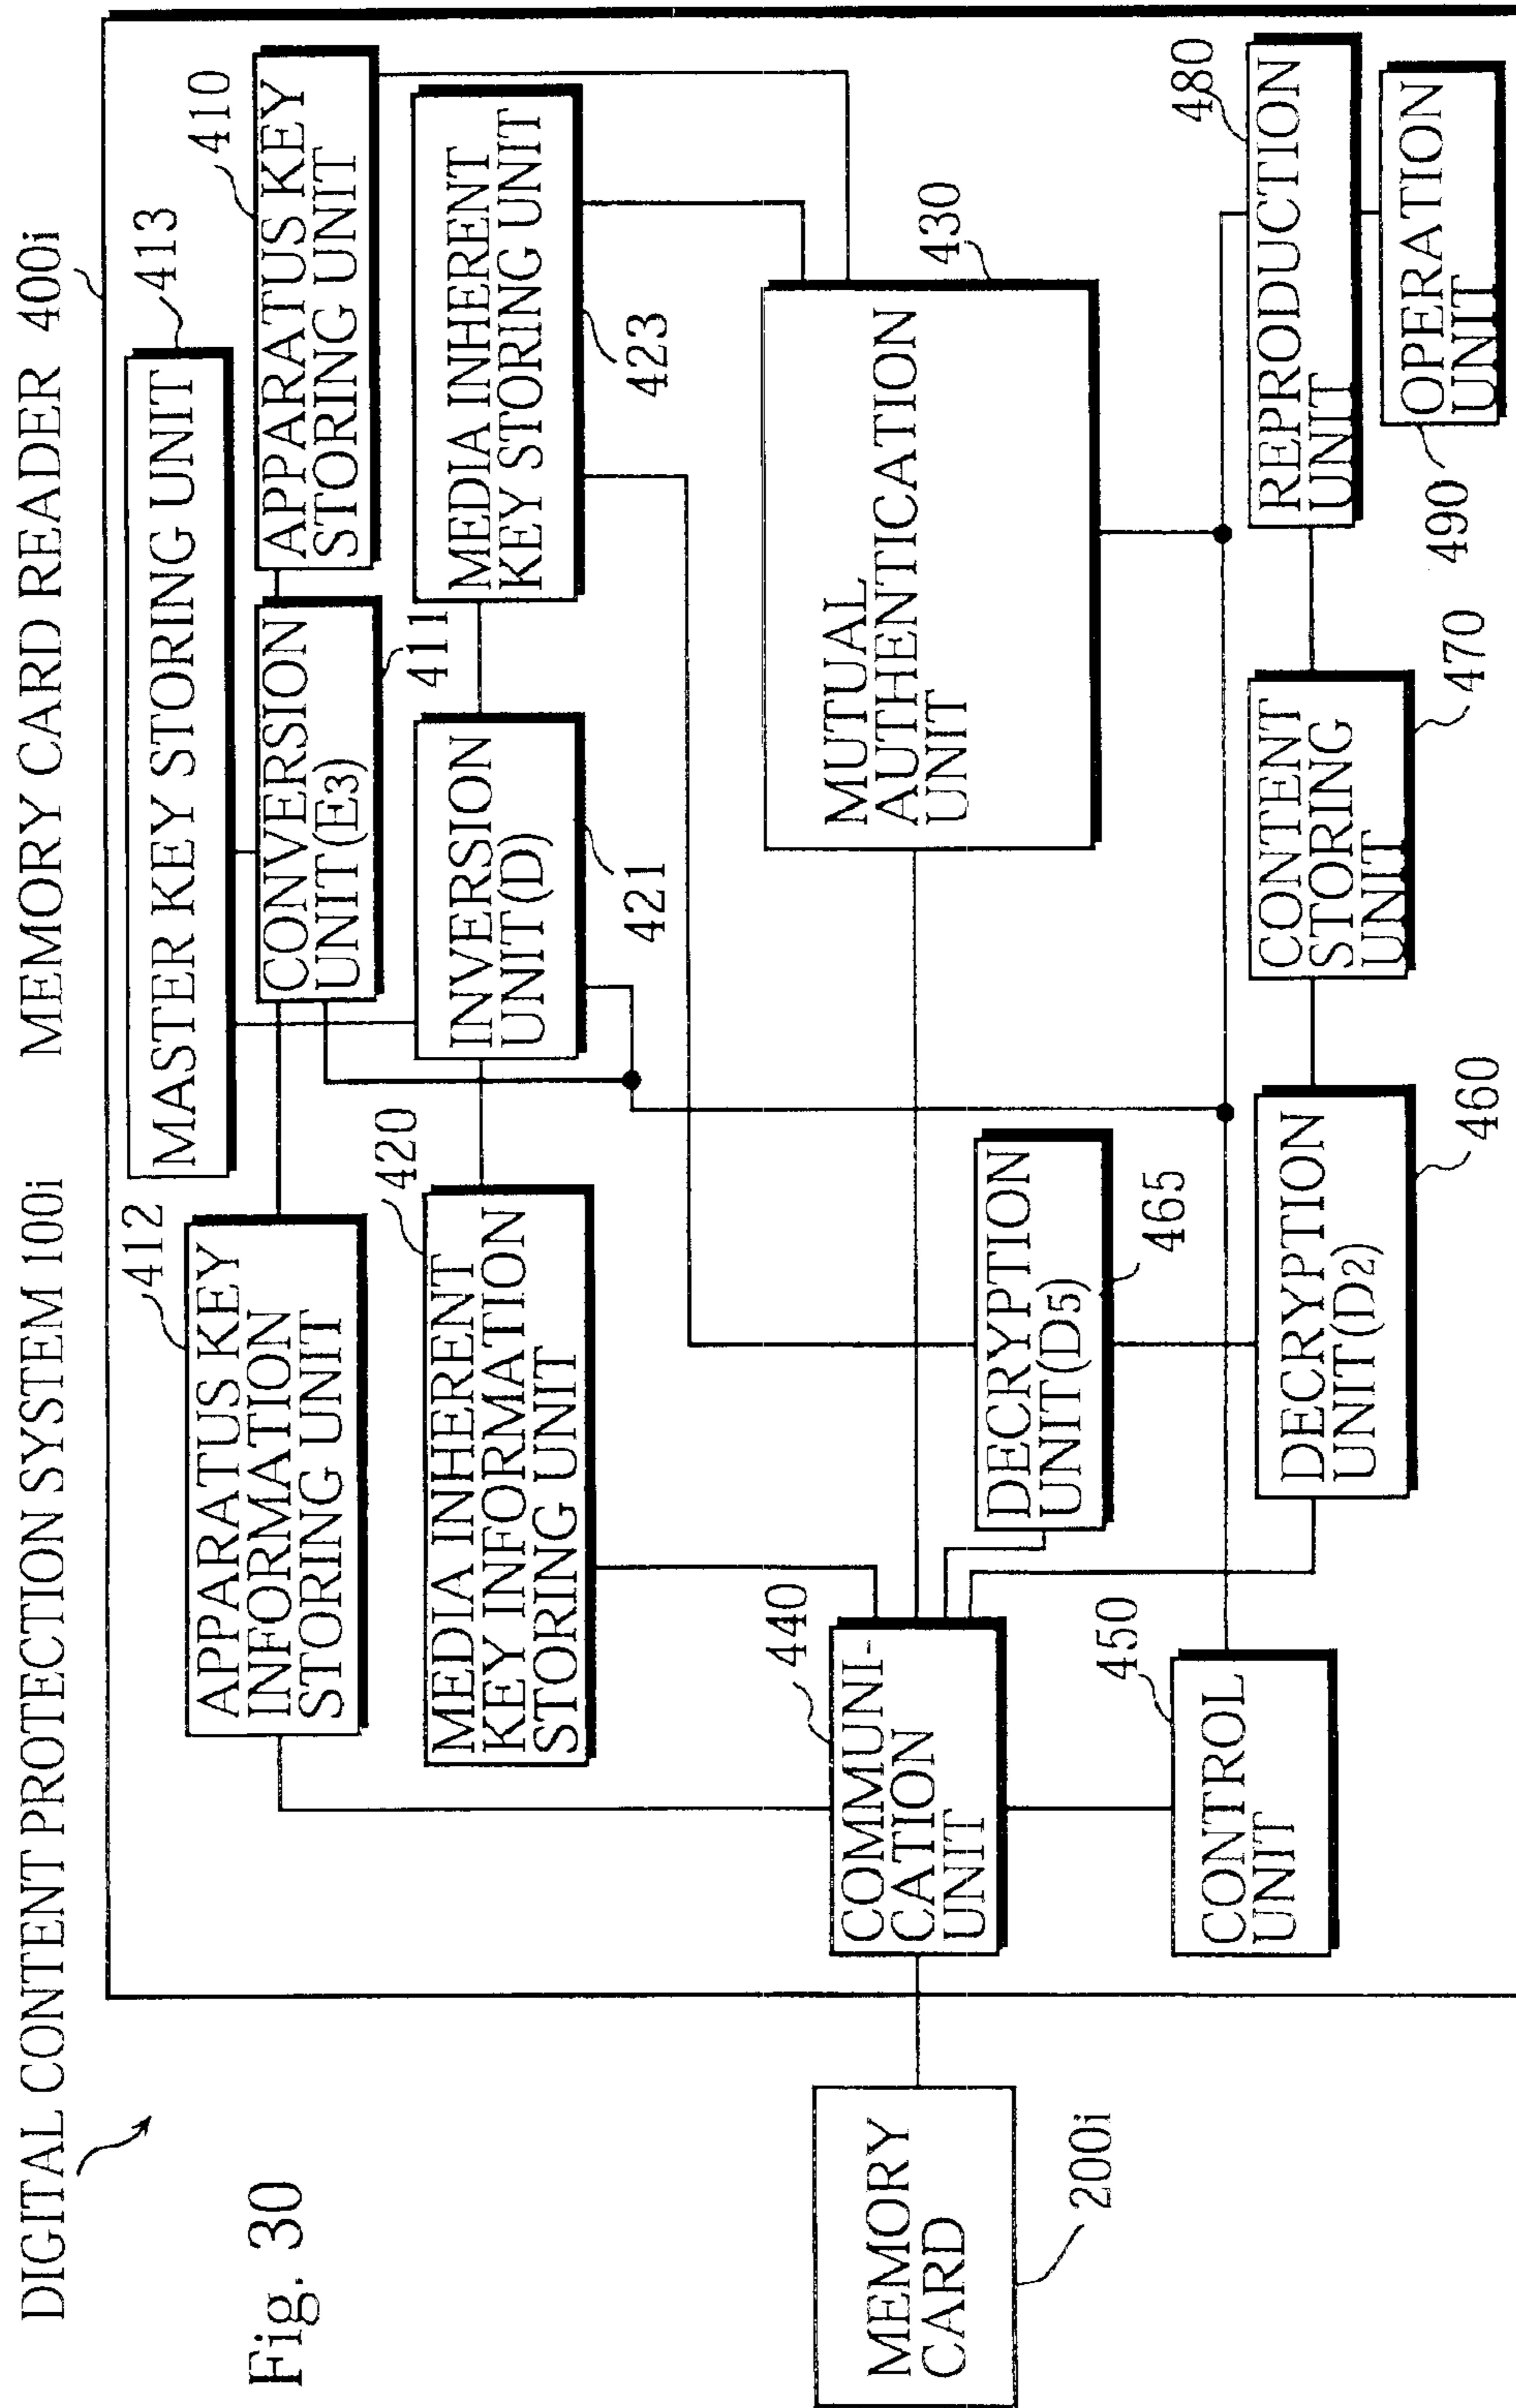 Fig. 30
DIGITAL CONTENT PROTECTION SYSTEM 100i
MEMORY CARD READER 400i
MASTER KEY STORING UNIT
413
412
APPARATUS KEY
INFORMATION
STORING UNIT
CONVERSION
UNIT(E3)
411
APPARATUS KEY
STORING UNIT
410
420
MEDIA INHERENT
KEY INFORMATION
STORING UNIT
INVERSION
UNIT(D)
421
MEDIA INHERENT
KEY STORING UNIT
423
MEMORY
CARD
200i
440
COMMUNI-
CATION
UNIT
MUTUAL
AUTHENTICATION
UNIT
430
DECRYPTION
UNIT(D5)
465
450
CONTROL
UNIT
DECRYPTION
UNIT(D2)
460
CONTENT
STORING
UNIT
470
REPRODUCTION
UNIT
480
OPERATION
UNIT
490